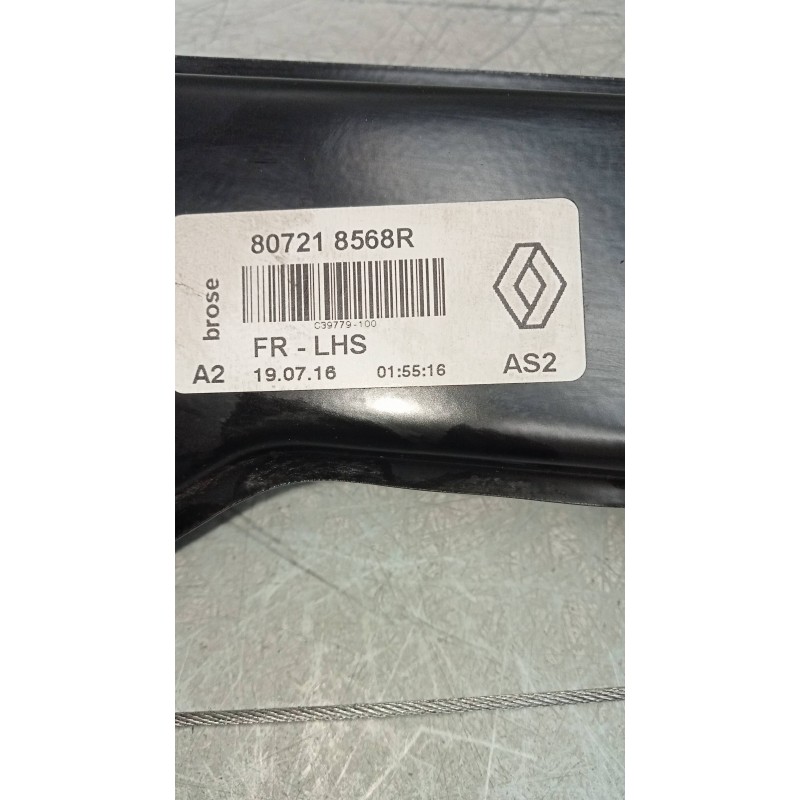 80721 8568R
brose
C39779-100
FR - LHS
A2 19.07.16 01:55:16 AS2